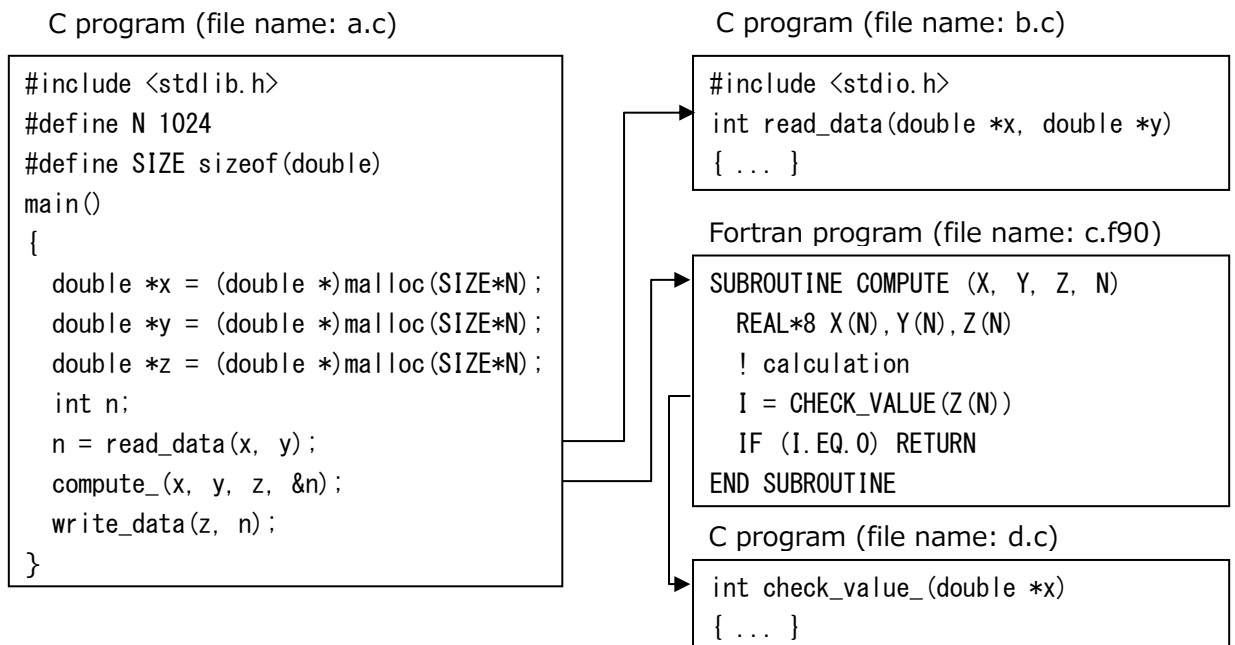 C program (file name: a.c)
#include <stdlib.h>
#define N 1024
#define SIZE sizeof(double)
main()
{
double *x = (double *)malloc(SIZE*N);
double *y = (double *)malloc(SIZE*N);
double *z = (double *)malloc(SIZE*N);
int n;
n = read_data(x, y);
compute_(x, y, z, &n);
write_data(z, n);
}
C program (file name: b.c)
#include <stdio.h>
int read_data(double *x, double *y)
{ ... }
Fortran program (file name: c.f90)
SUBROUTINE COMPUTE (X, Y, Z, N)
REAL*8 X(N),Y(N),Z(N)
! calculation
I = CHECK_VALUE(Z(N))
IF (I.EQ.0) RETURN
END SUBROUTINE
C program (file name: d.c)
int check_value_(double *x)
{ ... }